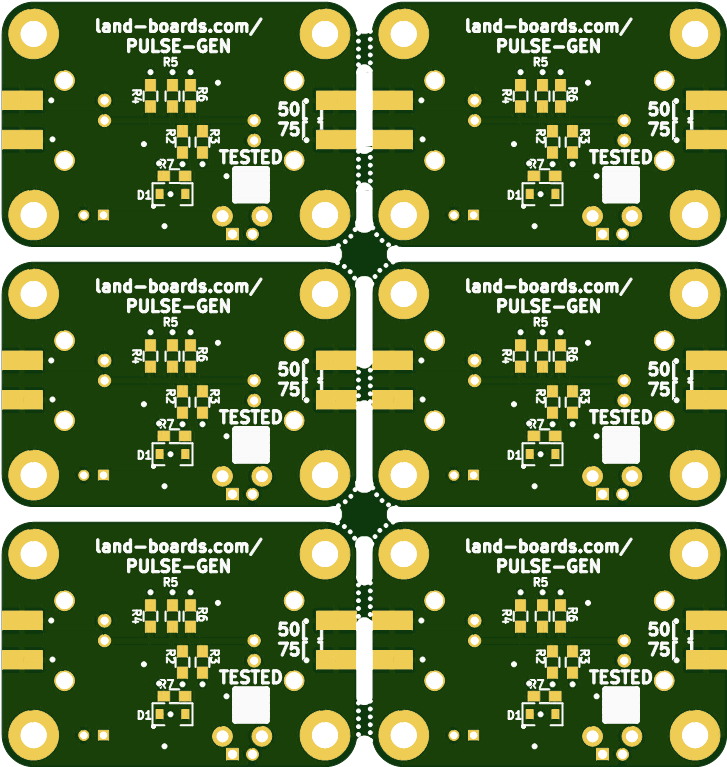 land-boards.com/
PULSE-GEN
R5
R4
R6
50
75
R2
R3
TESTED
R7
D1
land-boards.com/
PULSE-GEN
R5
R4
R6
50
75
R2
R3
TESTED
R7
D1
land-boards.com/
PULSE-GEN
R5
R4
R6
50
75
R2
R3
TESTED
R7
D1
land-boards.com/
PULSE-GEN
R5
R4
R6
50
75
R2
R3
TESTED
R7
D1
land-boards.com/
PULSE-GEN
R5
R4
R6
50
75
R2
R3
TESTED
R7
D1
land-boards.com/
PULSE-GEN
R5
R4
R6
50
75
R2
R3
TESTED
R7
D1